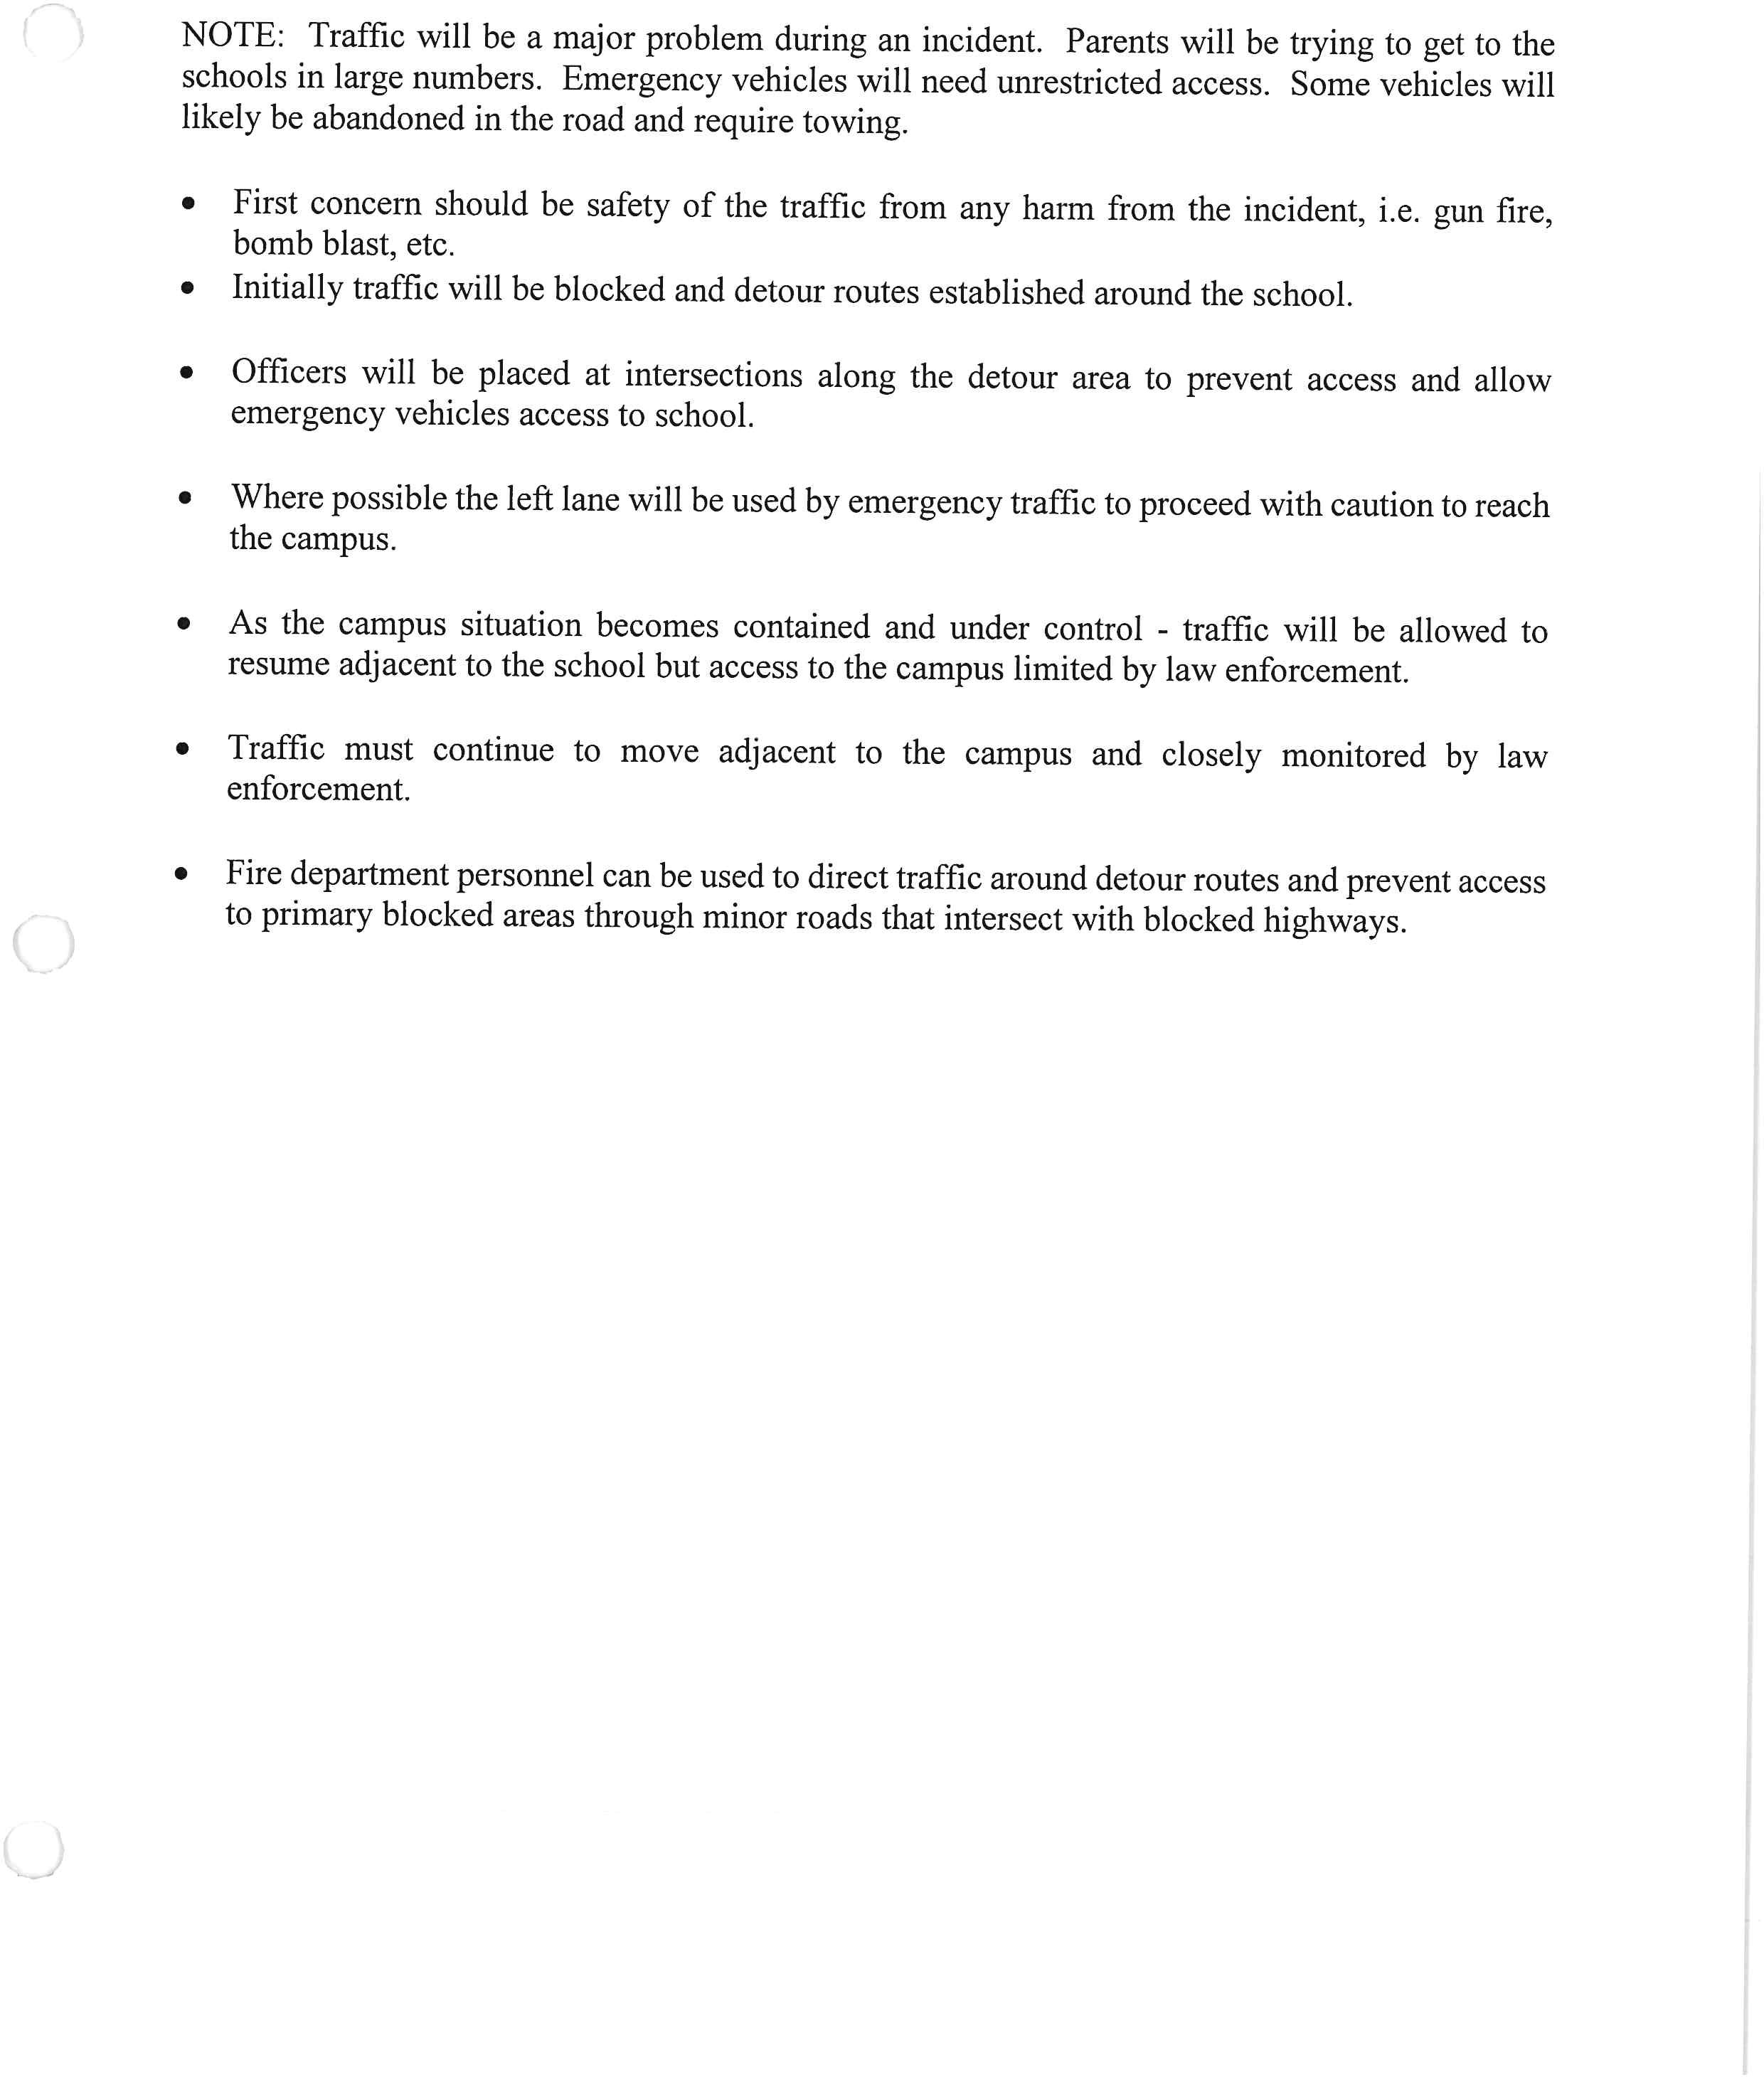 NOTE:  Traffic will be a major problem during an incident.  Parents will be trying to get to the
schools in large numbers.  Emergency vehicles will need unrestricted access.  Some vehicles will
likely be abandoned in the road and require towing.
• First concern should be safety of the traffic from any harm from the incident, i.e. gun fire,
bomb blast, etc.
• Initially traffic will be blocked and detour routes established around the school.
• Officers will be placed at intersections along the detour area to prevent access and allow
emergency vehicles access to school.
• Where possible the left lane will be used by emergency traffic to proceed with caution to reach
the campus.
• As the campus situation becomes contained and under control - traffic will be allowed to
resume adjacent to the school but access to the campus limited by law enforcement.
• Traffic must continue to move adjacent to the campus and closely monitored by law
enforcement.
• Fire department personnel can be used to direct traffic around detour routes and prevent access
to primary blocked areas through minor roads that intersect with blocked highways.